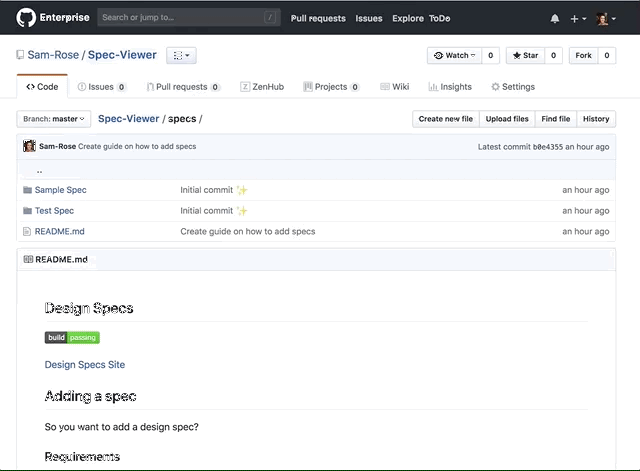 Enterprise Search or jump to... / Pull requests Issues Explore ToDo
Sam-Rose / Spec-Viewer Watch 0 Star 0 Fork 0
Code Issues 0 Pull requests 0 ZenHub Projects 0 Wiki Insights Settings
Branch: master Spec-Viewer / specs / Create new file Upload files Find file History
Sam-Rose Create guide on how to add specs Latest commit b0e4355 an hour ago
..
Sample Spec Initial commit ✨ an hour ago
Test Spec Initial commit ✨ an hour ago
README.md Create guide on how to add specs an hour ago
README.md
Design Specs
build passing
Design Specs Site
Adding a spec
So you want to add a design spec?
Requirements